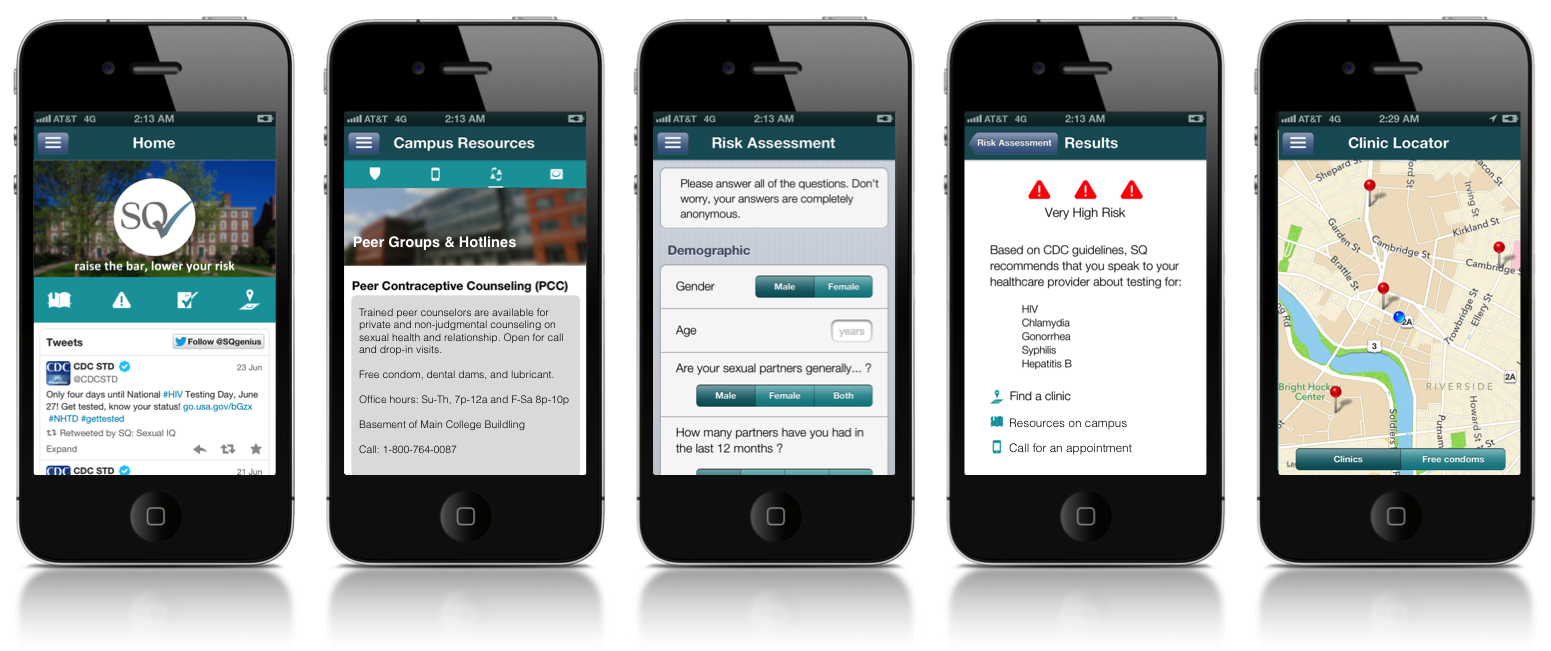 AT&T 4G 2:13 AM
Home
SQ
raise the bar, lower your risk
Tweets
Follow @SQgenius
CDC
CDC STD
23 Jun
@CDCSTD
Only four days until National #HIV Testing Day, June
27! Get tested, know your status! go.usa.gov/bGzx
#NHTD #gettested
Retweeted by SQ: Sexual IQ
Expand
CDC STD
21 Jun
AT&T 4G 2:13 AM
Campus Resources
Peer Groups & Hotlines
Peer Contraceptive Counseling (PCC)
Trained peer counselors are available for
private and non-judgmental counseling on
sexual health and relationship. Open for call
and drop-in visits.
Free condom, dental dams, and lubricant.
Office hours: Su-Th, 7p-12a and F-Sa 8p-10p
Basement of Main College Buildling
Call: 1-800-764-0087
AT&T 4G 2:13 AM
Risk Assessment
Please answer all of the questions. Don't
worry, your answers are completely
anonymous.
Demographic
Gender
Male
Female
Age
years
Are your sexual partners generally... ?
Male
Female
Both
How many partners have you had in
the last 12 months ?
AT&T 4G 2:13 AM
Risk Assessment
Results
Very High Risk
Based on CDC guidelines, SQ
recommends that you speak to your
healthcare provider about testing for:
HIV
Chlamydia
Gonorrhea
Syphilis
Hepatitis B
Find a clinic
Resources on campus
Call for an appointment
AT&T 4G 2:29 AM
Clinic Locator
Shepard St
Irving St
Kirkland St
Garden St
Cambridge St
Brattle St
Cambridge
2A
Trowbridge St
Ellery St
3
2A
Bright Hockey
Center
RIVERSIDE
Soldiers
Putnam
Howard St
Clinics
Free condoms